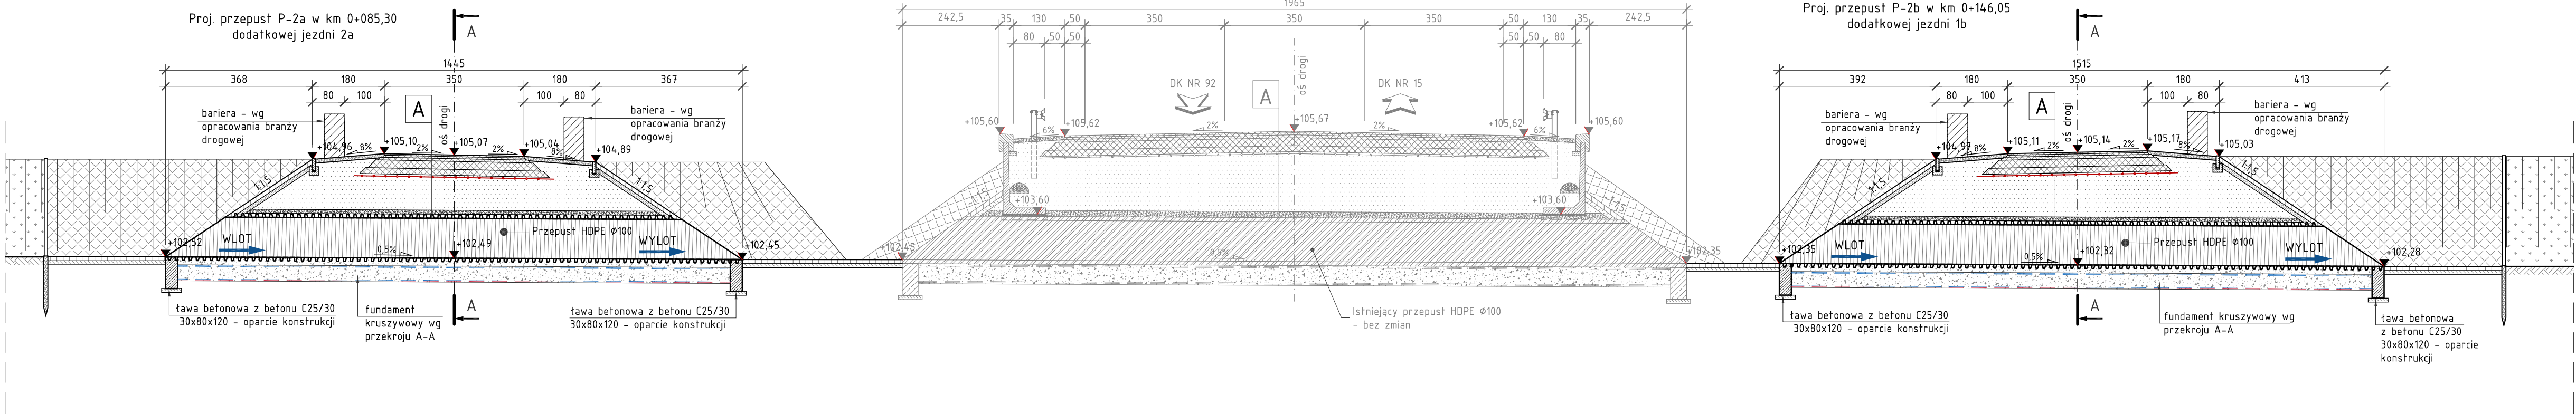 Proj. przepust P-2a w km 0+085,30
dodatkowej jezdni 2a
A
1445
368 180 350 180 367
80 100 100 80
bariera - wg
opracowania branży
drogowej
A
oś drogi
bariera - wg
opracowania branży
drogowej
+104,96 8% +105,10 2% +105,07 2% +105,04 8% +104,89
1:1,5
1:1,5
Przepust HDPE Φ100
+102,52
WLOT
0,5%
+102,49
WYLOT
+102,45
ława betonowa z betonu C25/30
30x80x120 - oparcie konstrukcji
fundament
kruszywowy wg
przekroju A-A
A
ława betonowa z betonu C25/30
30x80x120 - oparcie konstrukcji
1965
242,5 35 130 50 350 350 350 50 130 35 242,5
80 50 50 50 50 80
DK NR 92
A
oś drogi
DK NR 15
+105,60 6% +105,62 2% +105,67 2% +105,62 6% +105,60
1:1,5
1:1,5
+103,60
+103,60
+102,45
0,5%
+102,35
Istniejący przepust HDPE Φ100
- bez zmian
Proj. przepust P-2b w km 0+146,05
dodatkowej jezdni 1b
A
1515
392 180 350 180 413
80 100 100 80
bariera - wg
opracowania branży
drogowej
A
oś drogi
bariera - wg
opracowania branży
drogowej
+104,97 8% +105,11 2% +105,14 2% +105,17 8% +105,03
1:1,5
1:1,5
Przepust HDPE Φ100
+102,35
WLOT
0,5%
+102,32
WYLOT
+102,28
ława betonowa z betonu C25/30
30x80x120 - oparcie konstrukcji
A
fundament kruszywowy wg
przekroju A-A
ława betonowa
z betonu C25/30
30x80x120 - oparcie
konstrukcji